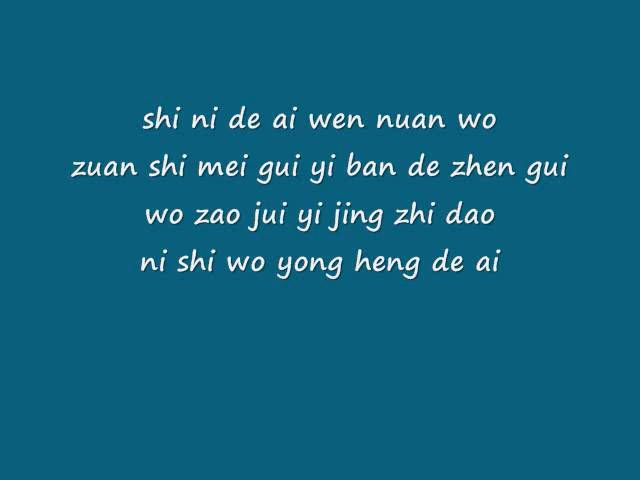 shi ni de ai wen nuan wo
zuan shi mei gui yi ban de zhen gui
wo zao jui yi jing zhi dao
ni shi wo yong heng de ai